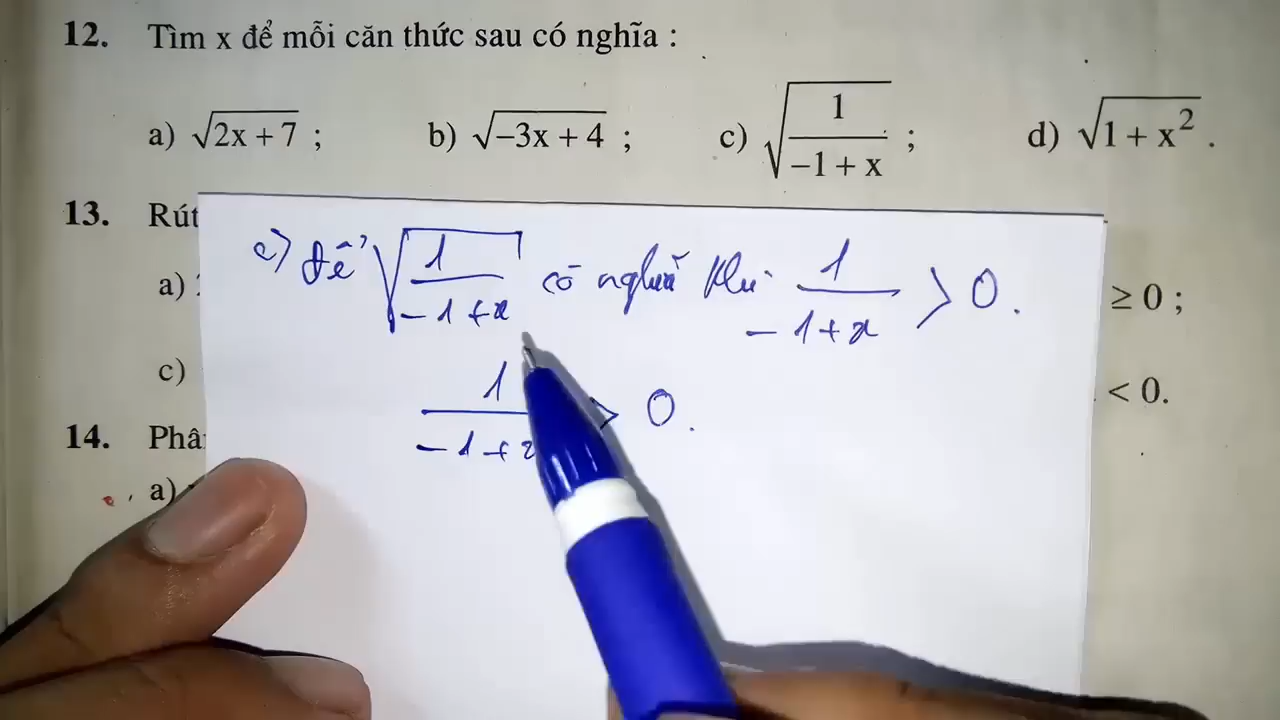 12. Tìm x để mỗi căn thức sau có nghĩa :
a) √(2x + 7) ; b) √(−3x + 4) ; c) √(1/(−1 + x)) ; d) √(1 + x²) .
13. Rút
a)
≥ 0 ;
c)
< 0.
14. Phâ
a)
c) Để √(1/(-1+x)) có nghĩa khi 1/(-1+x) > 0.
1/(-1+x) > 0.